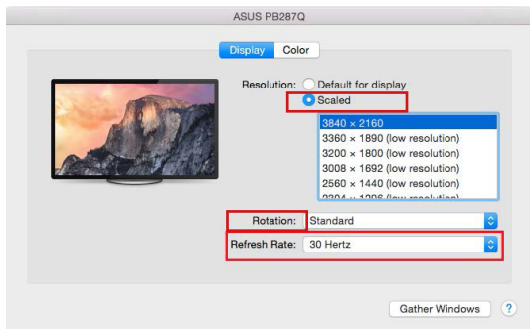 ASUS PB287Q
Display Color
Resolution: Default for display
Scaled
3840 × 2160
3360 × 1890 (low resolution)
3200 × 1800 (low resolution)
3008 × 1692 (low resolution)
2560 × 1440 (low resolution)
Rotation: Standard
Refresh Rate: 30 Hertz
Gather Windows ?